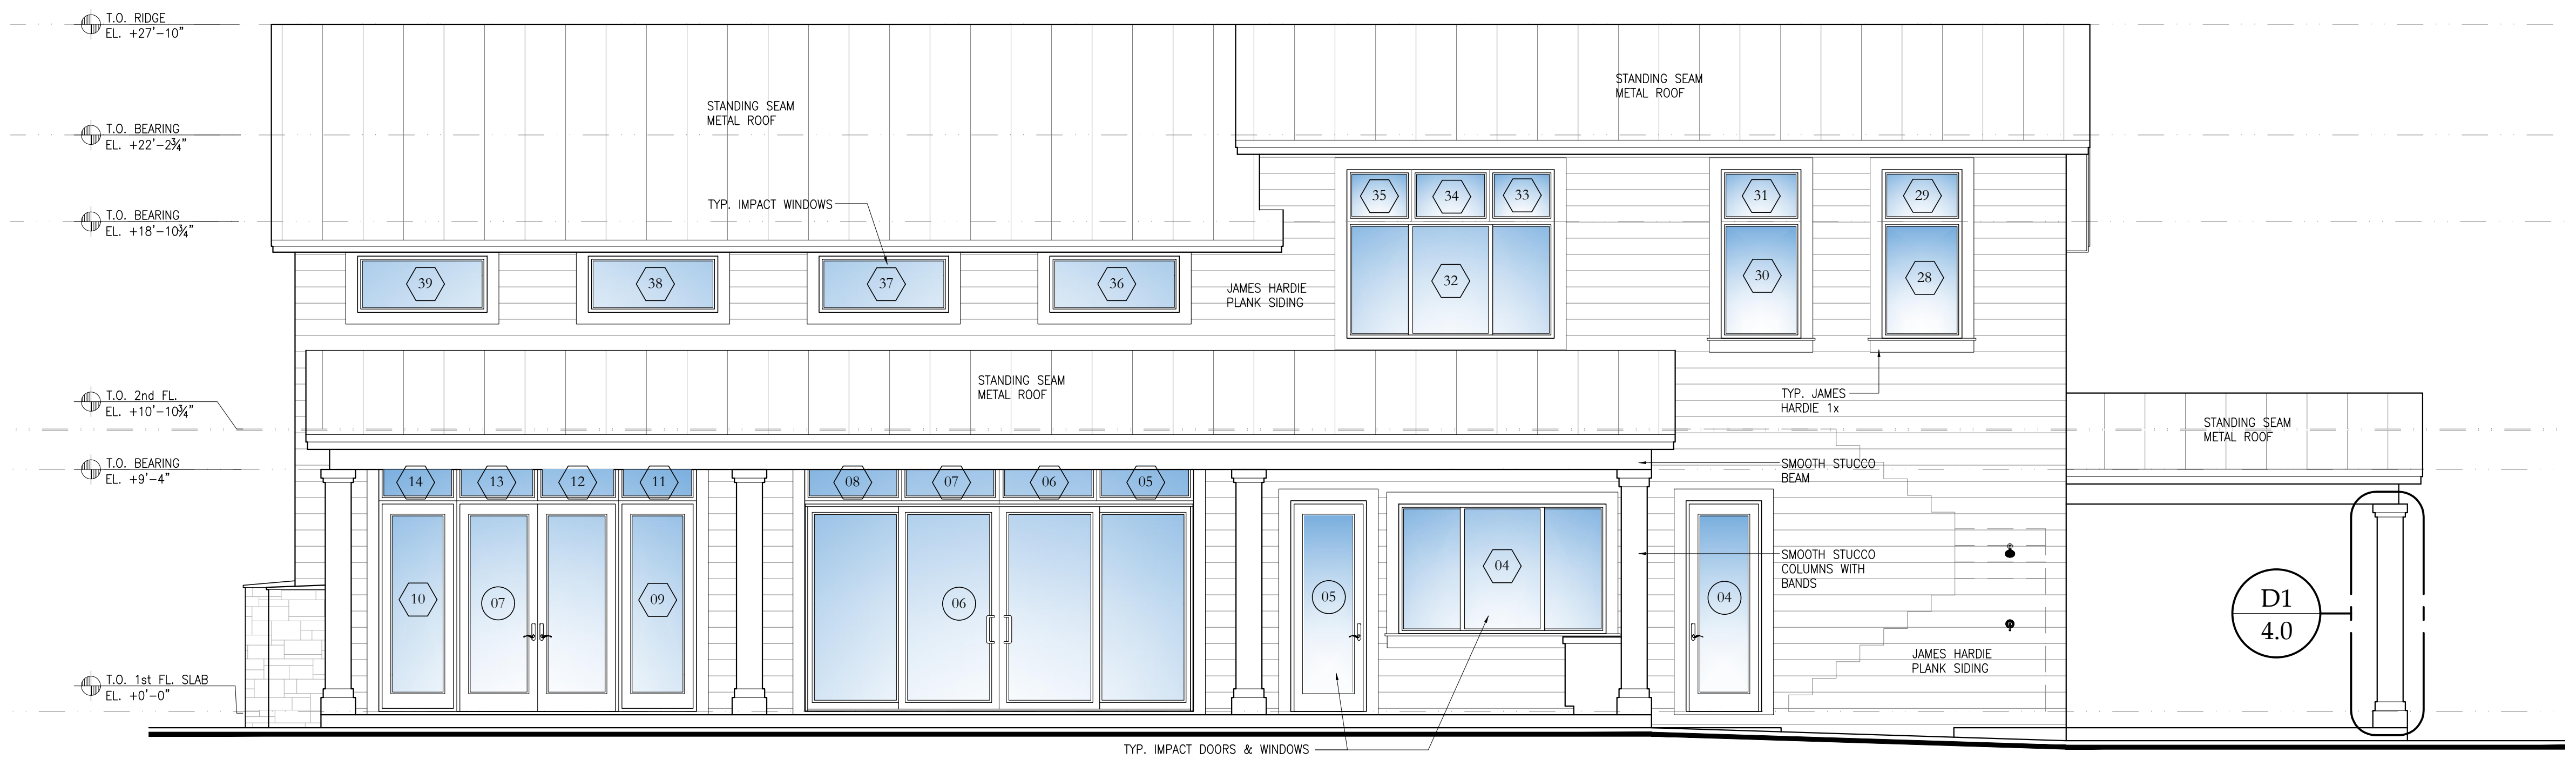 T.O. RIDGE
EL. +27'-10"
STANDING SEAM
METAL ROOF
STANDING SEAM
METAL ROOF
T.O. BEARING
EL. +22'-2¾"
TYP. IMPACT WINDOWS
35
34
33
31
29
T.O. BEARING
EL. +18'-10¾"
39
38
37
36
JAMES HARDIE
PLANK SIDING
32
30
28
STANDING SEAM
METAL ROOF
T.O. 2nd FL.
EL. +10'-10¾"
TYP. JAMES
HARDIE 1x
STANDING SEAM
METAL ROOF
T.O. BEARING
EL. +9'-4"
14
13
12
11
08
07
06
05
SMOOTH STUCCO
BEAM
SMOOTH STUCCO
COLUMNS WITH
BANDS
10
07
09
06
05
04
04
D1
4.0
JAMES HARDIE
PLANK SIDING
T.O. 1st FL. SLAB
EL. +0'-0"
TYP. IMPACT DOORS & WINDOWS